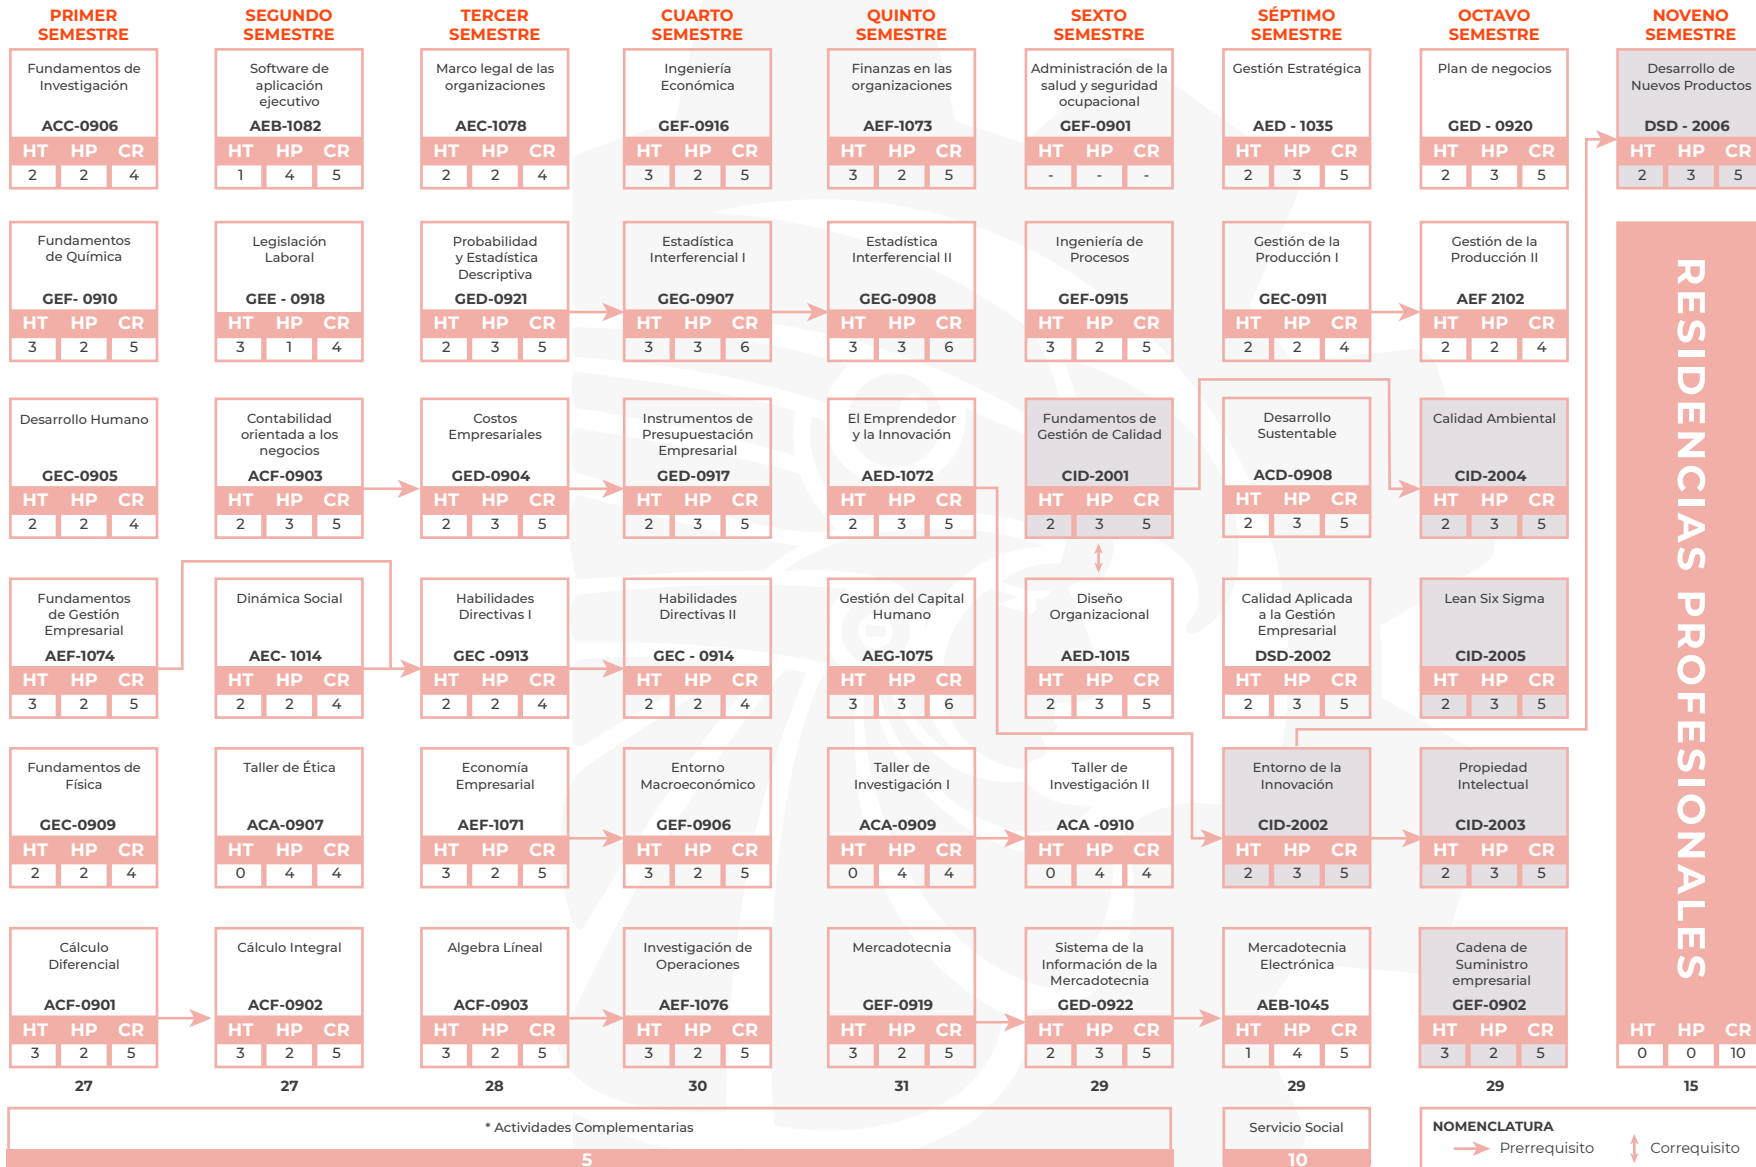 PRIMER
SEMESTRE
SEGUNDO
SEMESTRE
TERCER
SEMESTRE
CUARTO
SEMESTRE
QUINTO
SEMESTRE
SEXTO
SEMESTRE
SÉPTIMO
SEMESTRE
OCTAVO
SEMESTRE
NOVENO
SEMESTRE
Fundamentos de
Investigación
ACC-0906
HT HP CR
2 2 4
Software de
aplicación
ejecutivo
AEB-1082
HT HP CR
1 4 5
Marco legal de las
organizaciones
AEC-1078
HT HP CR
2 2 4
Ingeniería
Económica
GEF-0916
HT HP CR
3 2 5
Finanzas en las
organizaciones
AEF-1073
HT HP CR
3 2 5
Administración de la
salud y seguridad
ocupacional
GEF-0901
HT HP CR
- - -
Gestión Estratégica
AED - 1035
HT HP CR
2 3 5
Plan de negocios
GED - 0920
HT HP CR
2 3 5
Desarrollo de
Nuevos Productos
DSD - 2006
HT HP CR
2 3 5
Fundamentos
de Química
GEF- 0910
HT HP CR
3 2 5
Legislación
Laboral
GEE - 0918
HT HP CR
3 1 4
Probabilidad
y Estadística
Descriptiva
GED-0921
HT HP CR
2 3 5
Estadística
Interferencial I
GEG-0907
HT HP CR
3 3 6
Estadística
Interferencial II
GEG-0908
HT HP CR
3 3 6
Ingeniería de
Procesos
GEF-0915
HT HP CR
3 2 5
Gestión de la
Producción I
GEC-0911
HT HP CR
2 2 4
Gestión de la
Producción II
AEF 2102
HT HP CR
2 2 4
Desarrollo Humano
GEC-0905
HT HP CR
2 2 4
Contabilidad
orientada a los
negocios
ACF-0903
HT HP CR
2 3 5
Costos
Empresariales
GED-0904
HT HP CR
2 3 5
Instrumentos de
Presupuestación
Empresarial
GED-0917
HT HP CR
2 3 5
El Emprendedor
y la Innovación
AED-1072
HT HP CR
2 3 5
Fundamentos de
Gestión de Calidad
CID-2001
HT HP CR
2 3 5
Desarrollo
Sustentable
ACD-0908
HT HP CR
2 3 5
Calidad Ambiental
CID-2004
HT HP CR
2 3 5
Fundamentos
de Gestión
Empresarial
AEF-1074
HT HP CR
3 2 5
Dinámica Social
AEC- 1014
HT HP CR
2 2 4
Habilidades
Directivas I
GEC -0913
HT HP CR
2 2 4
Habilidades
Directivas II
GEC - 0914
HT HP CR
2 2 4
Gestión del Capital
Humano
AEG-1075
HT HP CR
3 3 6
Diseño
Organizacional
AED-1015
HT HP CR
2 3 5
Calidad Aplicada
a la Gestión
Empresarial
DSD-2002
HT HP CR
2 3 5
Lean Six Sigma
CID-2005
HT HP CR
2 3 5
Fundamentos de
Física
GEC-0909
HT HP CR
2 2 4
Taller de Ética
ACA-0907
HT HP CR
0 4 4
Economía
Empresarial
AEF-1071
HT HP CR
3 2 5
Entorno
Macroeconómico
GEF-0906
HT HP CR
3 2 5
Taller de
Investigación I
ACA-0909
HT HP CR
0 4 4
Taller de
Investigación II
ACA -0910
HT HP CR
0 4 4
Entorno de la
Innovación
CID-2002
HT HP CR
2 3 5
Propiedad
Intelectual
CID-2003
HT HP CR
2 3 5
Cálculo
Diferencial
ACF-0901
HT HP CR
3 2 5
Cálculo Integral
ACF-0902
HT HP CR
3 2 5
Algebra Líneal
ACF-0903
HT HP CR
3 2 5
Investigación de
Operaciones
AEF-1076
HT HP CR
3 2 5
Mercadotecnia
GEF-0919
HT HP CR
3 2 5
Sistema de la
Información de la
Mercadotecnia
GED-0922
HT HP CR
2 3 5
Mercadotecnia
Electrónica
AEB-1045
HT HP CR
1 4 5
Cadena de
Suministro
empresarial
GEF-0902
HT HP CR
3 2 5
RESIDENCIAS PROFESIONALES
HT HP CR
0 0 10
27 27 28 30 31 29 29 29 15
* Actividades Complementarias
5
Servicio Social
10
NOMENCLATURA
Prerrequisito
Correquisito